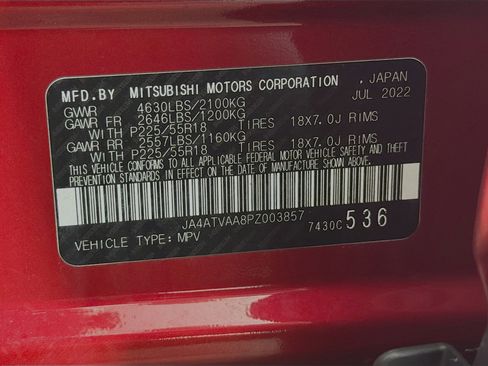 MFD.BY MITSUBISHI MOTORS CORPORATION , JAPAN
GVWR 4630LBS/2100KG JUL 2022
GAWR FR 2646LBS/1200KG
WITH P225/55R18 TIRES 18X7.0J RIMS
GAWR RR 2557LBS/1160KG
WITH P225/55R18 TIRES 18X7.0J RIMS
THIS VEHICLE CONFORMS TO ALL APPLICABLE FEDERAL MOTOR VEHICLE SAFETY AND THEFT
PREVENTION STANDARDS IN EFFECT ON THE DATE OF MANUFACTURE SHOWN ABOVE.
JA4ATVAA8PZ003857 7430C 536
VEHICLE TYPE: MPV